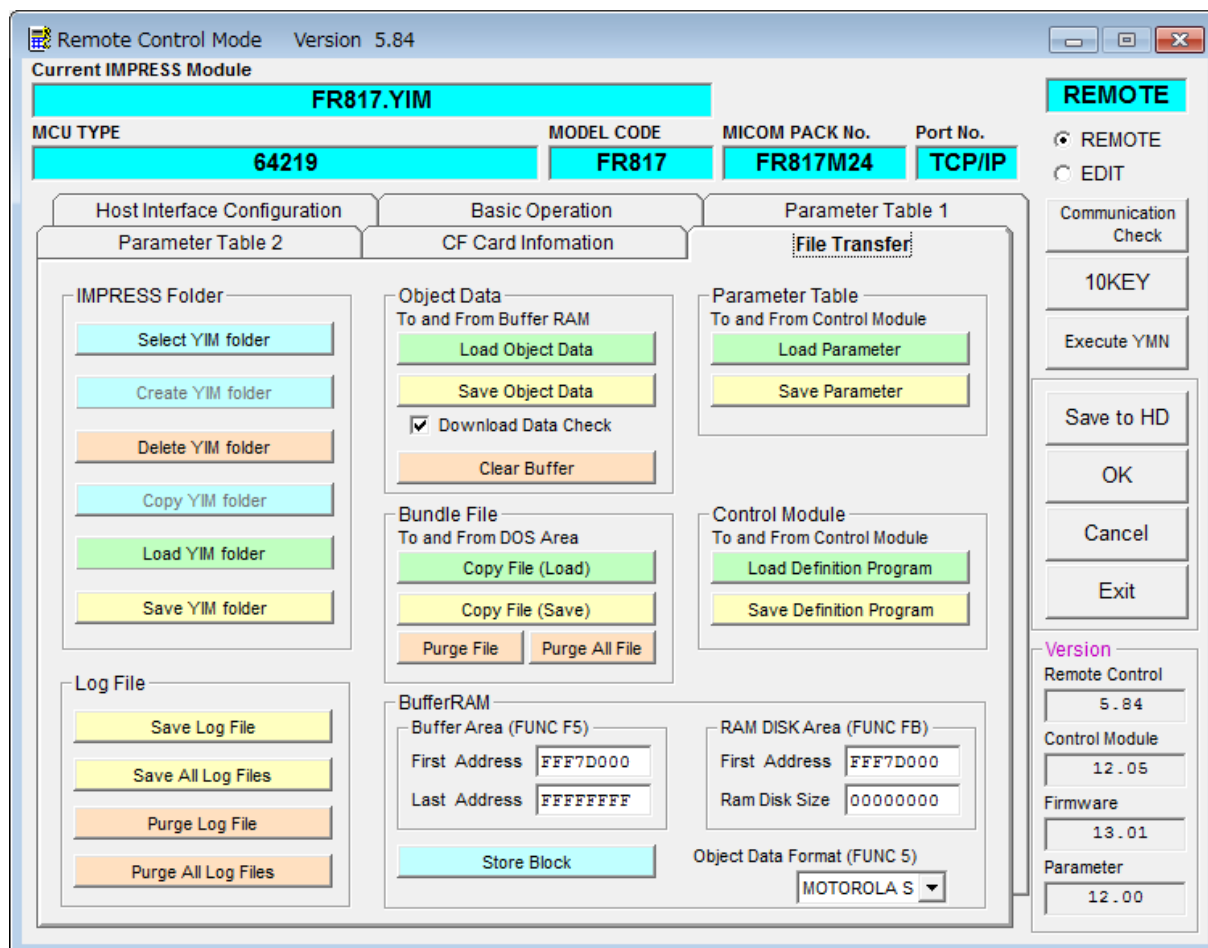 Remote Control Mode Version 5.84
Current IMPRESS Module
FR817.YIM
MCU TYPE MODEL CODE MICOM PACK No. Port No.
64219 FR817 FR817M24 TCP/IP
REMOTE
REMOTE
EDIT
Host Interface Configuration Basic Operation Parameter Table 1
Parameter Table 2 CF Card Infomation File Transfer
IMPRESS Folder
Select YIM folder
Create YIM folder
Delete YIM folder
Copy YIM folder
Load YIM folder
Save YIM folder
Log File
Save Log File
Save All Log Files
Purge Log File
Purge All Log Files
Object Data
To and From Buffer RAM
Load Object Data
Save Object Data
Download Data Check
Clear Buffer
Bundle File
To and From DOS Area
Copy File (Load)
Copy File (Save)
Purge File Purge All File
Parameter Table
To and From Control Module
Load Parameter
Save Parameter
Control Module
To and From Control Module
Load Definition Program
Save Definition Program
BufferRAM
Buffer Area (FUNC F5)
First Address FFF7D000
Last Address FFFFFFFF
Store Block
RAM DISK Area (FUNC FB)
First Address FFF7D000
Ram Disk Size 00000000
Object Data Format (FUNC 5)
MOTOROLA S
Communication
Check
10KEY
Execute YMN
Save to HD
OK
Cancel
Exit
Version
Remote Control
5.84
Control Module
12.05
Firmware
13.01
Parameter
12.00